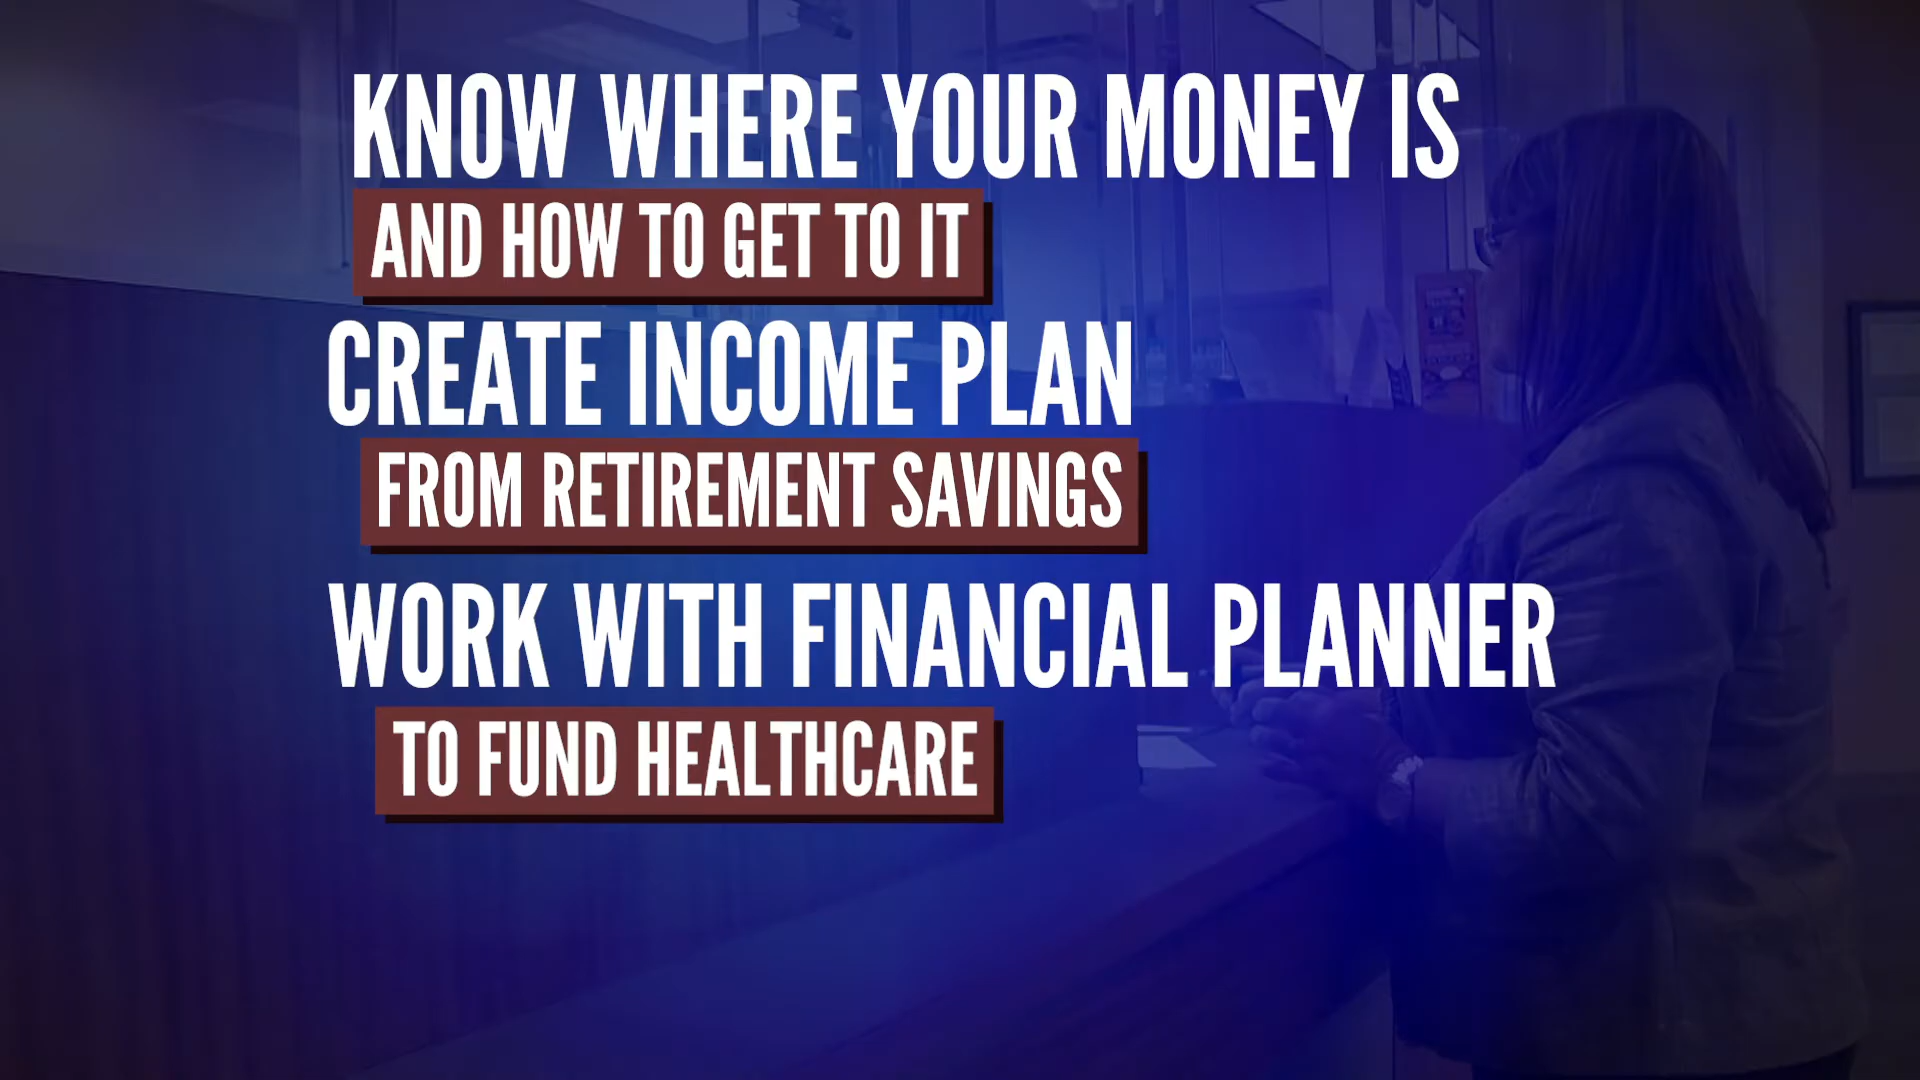 KNOW WHERE YOUR MONEY IS
AND HOW TO GET TO IT
CREATE INCOME PLAN
FROM RETIREMENT SAVINGS
WORK WITH FINANCIAL PLANNER
TO FUND HEALTHCARE